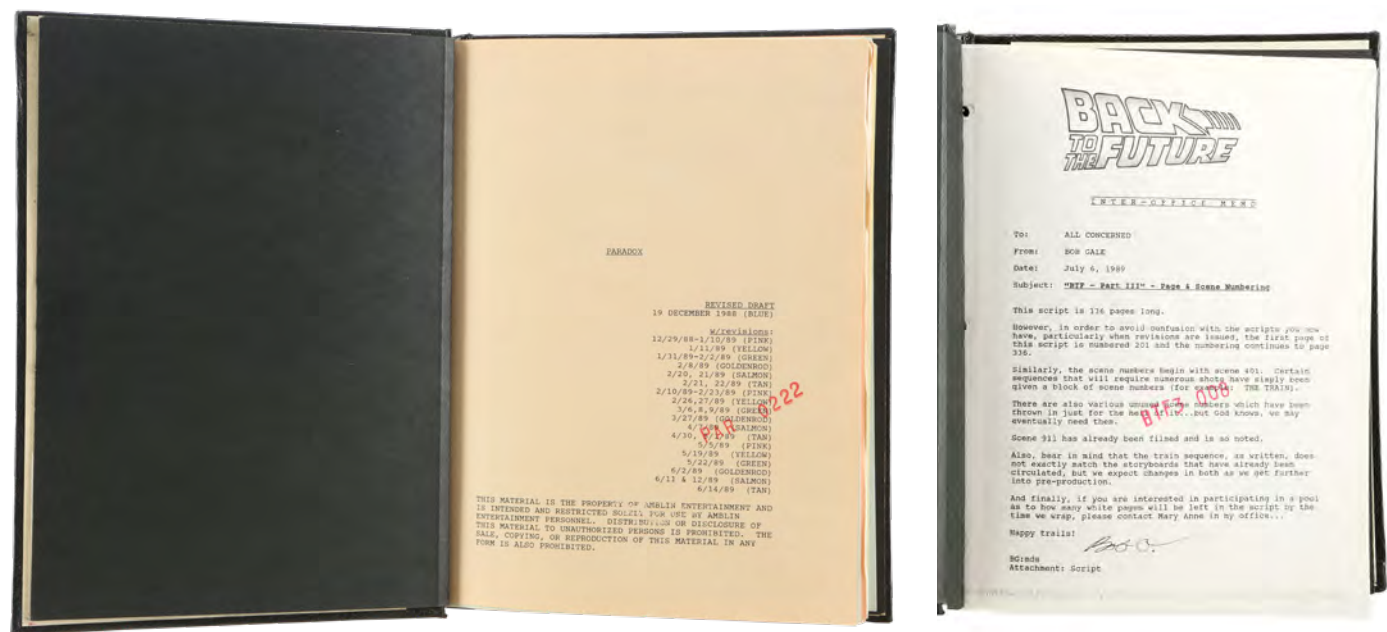 PARADOX
REVISED DRAFT
19 DECEMBER 1988 (BLUE)
w/revisions:
12/29/88-1/10/89 (PINK)
1/11/89 (YELLOW)
1/31/89-2/2/89 (GREEN)
2/8/89 (GOLDENROD)
2/20, 21/89 (SALMON)
2/21, 22/89 (TAN)
2/10/89-2/23/89 (PINK)
2/26,27/89 (YELLOW)
3/6,8,9/89 (GREEN)
3/27/89 (GOLDENROD)
(SALMON)
4/30, (TAN)
5/5/89 (PINK)
5/19/89 (YELLOW)
5/22/89 (GREEN)
6/2/89 (GOLDENROD)
6/11 & 12/89 (SALMON)
6/14/89 (TAN)
PAR 0222
THIS MATERIAL IS THE PROPERTY OF AMBLIN ENTERTAINMENT AND
IS INTENDED AND RESTRICTED SOLELY FOR USE BY AMBLIN
ENTERTAINMENT PERSONNEL. DISTRIBUTION OR DISCLOSURE OF
THIS MATERIAL TO UNAUTHORIZED PERSONS IS PROHIBITED. THE
SALE, COPYING, OR REPRODUCTION OF THIS MATERIAL IN ANY
FORM IS ALSO PROHIBITED.
BACK
TO
THE FUTURE
INTER-OFFICE MEMO
To: ALL CONCERNED
From: BOB GALE
Date: July 6, 1989
Subject: "BTF - Part III" - Page & Scene Numbering
This script is 136 pages long.
However, in order to avoid confusion with the scripts you now
have, particularly when revisions are issued, the first page of
this script is numbered 201 and the numbering continues to page
336.
Similarly, the scene numbers begin with scene 401. Certain
sequences that will require numerous shots have simply been
given a block of scene numbers (for example: THE TRAIN).
There are also various unused scene numbers which have been
thrown in just for the hell of it...but God knows, we may
eventually need them.
BTF3 008
Scene 911 has already been filmed and is so noted.
Also, bear in mind that the train sequence, as written, does
not exactly match the storyboards that have already been
circulated, but we expect changes in both as we get further
into pre-production.
And finally, if you are interested in participating in a pool
as to how many white pages will be left in the script by the
time we wrap, please contact Mary Anne in my office...
Happy trails!
BG:mds
Attachment: Script